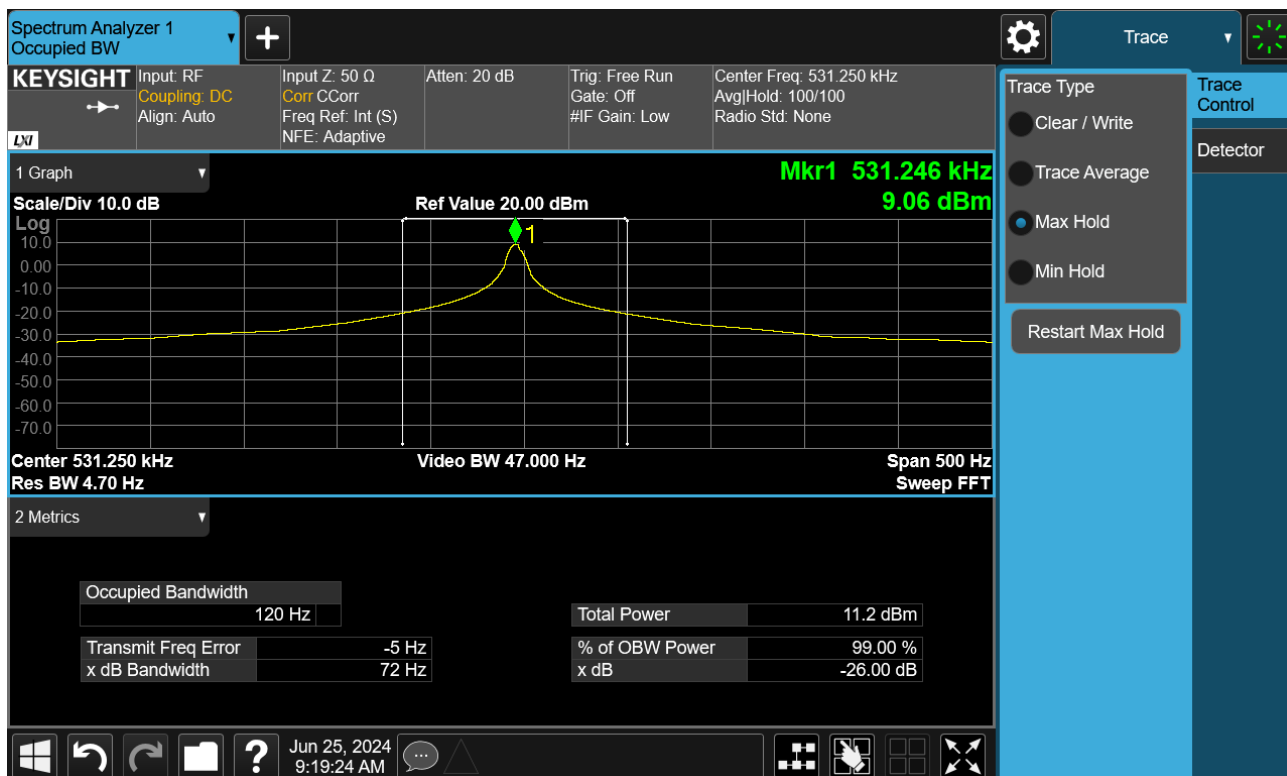 Spectrum Analyzer 1
Occupied BW
Trace
KEYSIGHT
LXI
Input: RF
Coupling: DC
Align: Auto
Input Z: 50 Ω
Corr CCorr
Freq Ref: Int (S)
NFE: Adaptive
Atten: 20 dB
Trig: Free Run
Gate: Off
#IF Gain: Low
Center Freq: 531.250 kHz
Avg|Hold: 100/100
Radio Std: None
1 Graph
Mkr1 531.246 kHz
9.06 dBm
Scale/Div 10.0 dB
Ref Value 20.00 dBm
Log
10.0
0.00
-10.0
-20.0
-30.0
-40.0
-50.0
-60.0
-70.0
1
Center 531.250 kHz
Video BW 47.000 Hz
Span 500 Hz
Res BW 4.70 Hz
Sweep FFT
2 Metrics
Occupied Bandwidth
120 Hz
Transmit Freq Error -5 Hz
x dB Bandwidth 72 Hz
Total Power 11.2 dBm
% of OBW Power 99.00 %
x dB -26.00 dB
?
Jun 25, 2024
9:19:24 AM
Trace Type
Clear / Write
Trace Average
Max Hold
Min Hold
Restart Max Hold
Trace
Control
Detector